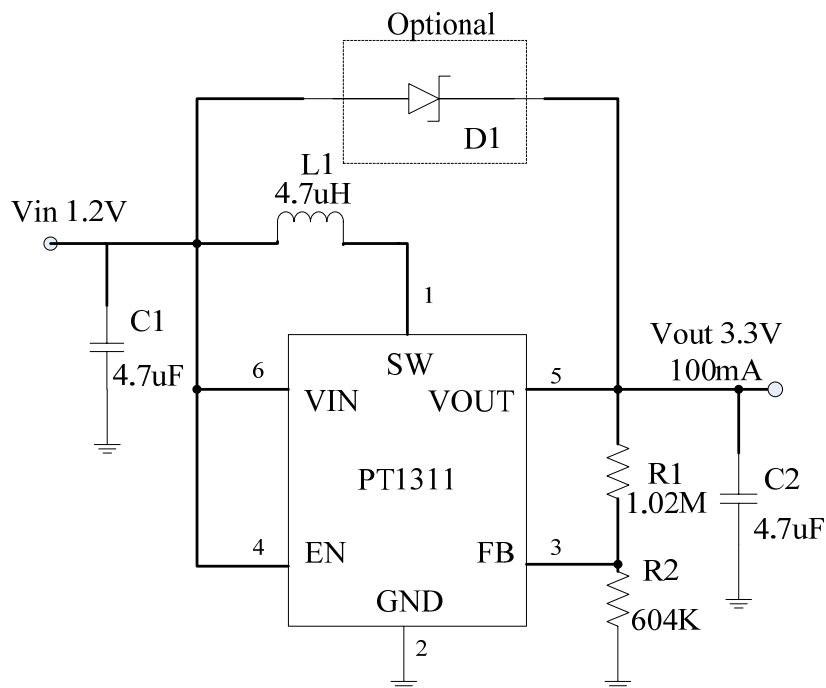 Optional
D1
L1
4.7uH
Vin 1.2V
1
C1
4.7uF
Vout 3.3V
100mA
SW
6
5
VIN
VOUT
PT1311
R1
1.02M
C2
4.7uF
4
3
EN
FB
R2
604K
GND
2